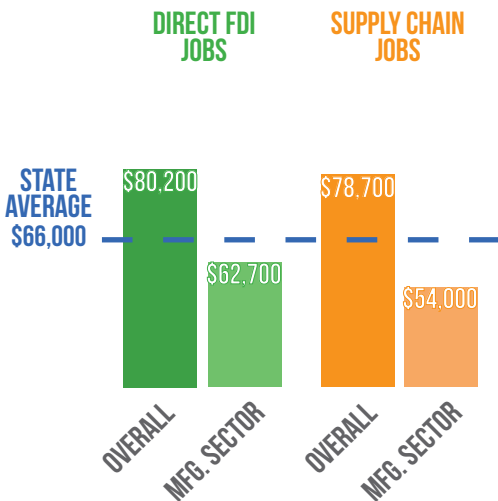 DIRECT FDI
JOBS
SUPPLY CHAIN
JOBS
STATE
AVERAGE
$66,000
$80,200
$62,700
$78,700
$54,000
OVERALL
MFG. SECTOR
OVERALL
MFG. SECTOR